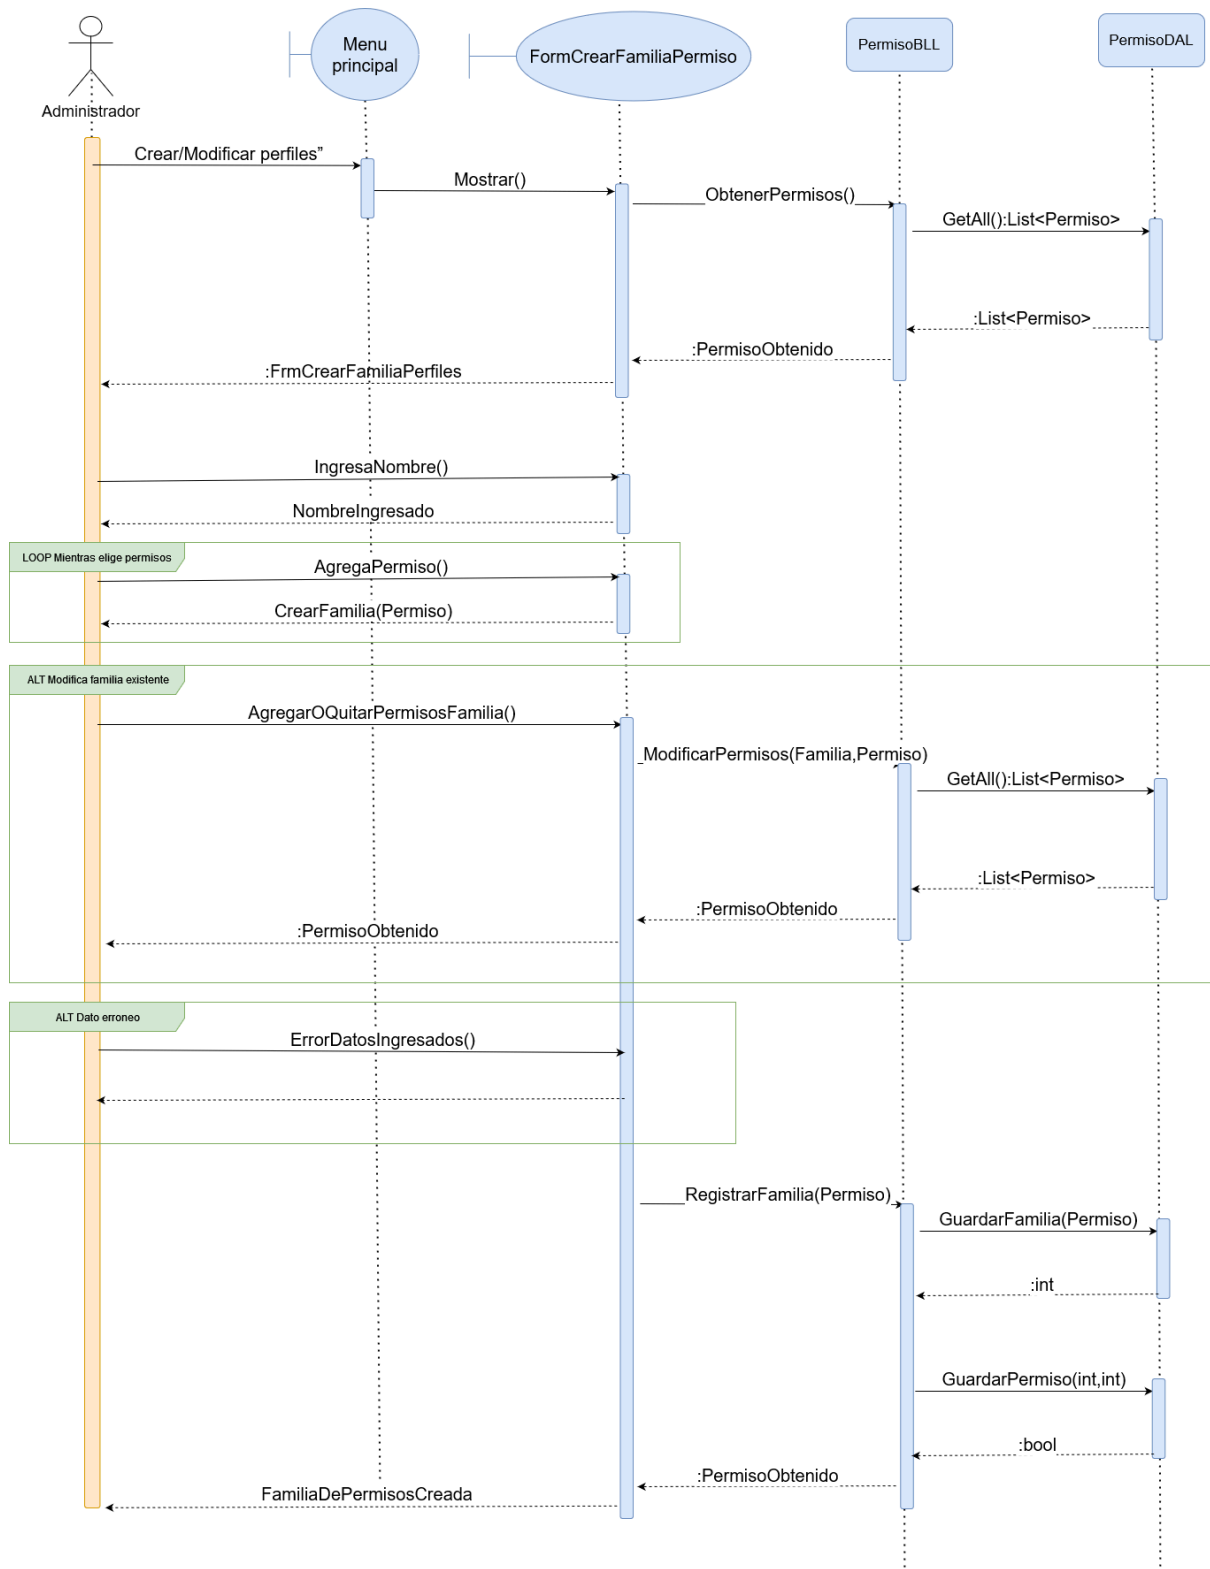 Menu
principal
FormCrearFamiliaPermiso
PermisoBLL
PermisoDAL
Administrador
Crear/Modificar perfiles”
Mostrar()
ObtenerPermisos()
GetAll():List<Permiso>
:List<Permiso>
:PermisoObtenido
:FrmCrearFamiliaPerfiles
IngresaNombre()
NombreIngresado
LOOP Mientras elige permisos
AgregaPermiso()
CrearFamilia(Permiso)
ALT Modifica familia existente
AgregarOQuitarPermisosFamilia()
ModificarPermisos(Familia,Permiso)
GetAll():List<Permiso>
:List<Permiso>
:PermisoObtenido
:PermisoObtenido
ALT Dato erroneo
ErrorDatosIngresados()
RegistrarFamilia(Permiso)
GuardarFamilia(Permiso)
:int
GuardarPermiso(int,int)
:bool
:PermisoObtenido
FamiliaDePermisosCreada